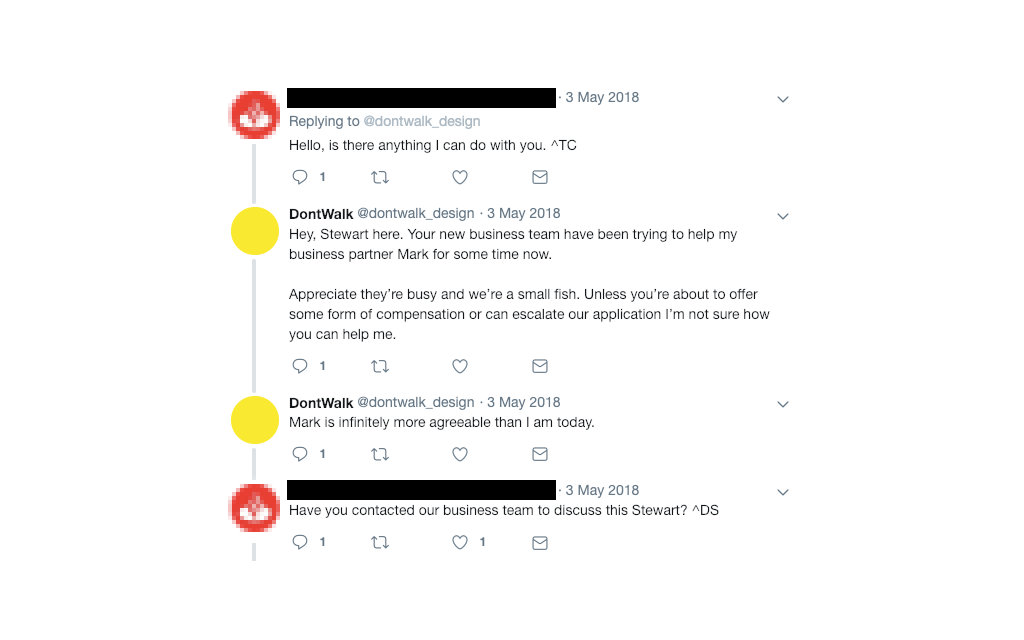 · 3 May 2018
Replying to @dontwalk_design
Hello, is there anything I can do with you. ^TC
1
DontWalk @dontwalk_design · 3 May 2018
Hey, Stewart here. Your new business team have been trying to help my
business partner Mark for some time now.
Appreciate they’re busy and we’re a small fish. Unless you’re about to offer
some form of compensation or can escalate our application I’m not sure how
you can help me.
1
DontWalk @dontwalk_design · 3 May 2018
Mark is infinitely more agreeable than I am today.
1
· 3 May 2018
Have you contacted our business team to discuss this Stewart? ^DS
1 1